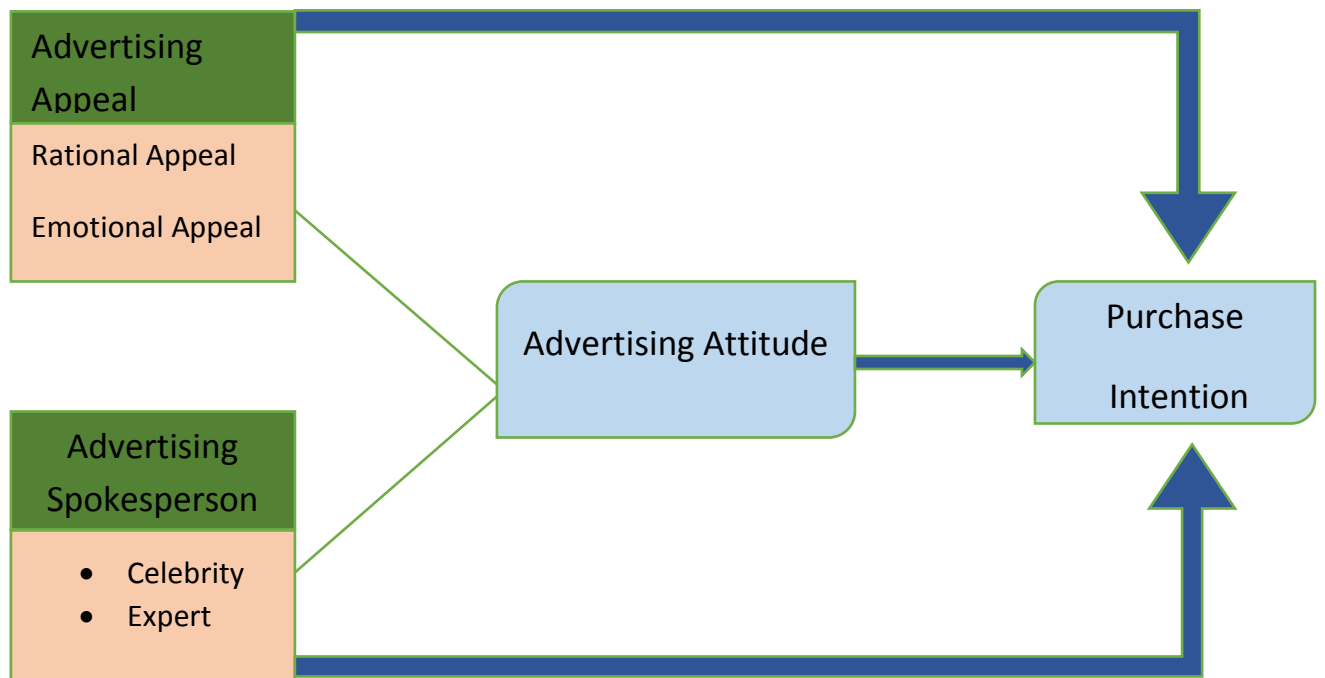 Advertising
Appeal
Rational Appeal
Emotional Appeal
Advertising Attitude
Purchase
Intention
Advertising
Spokesperson
• Celebrity
• Expert